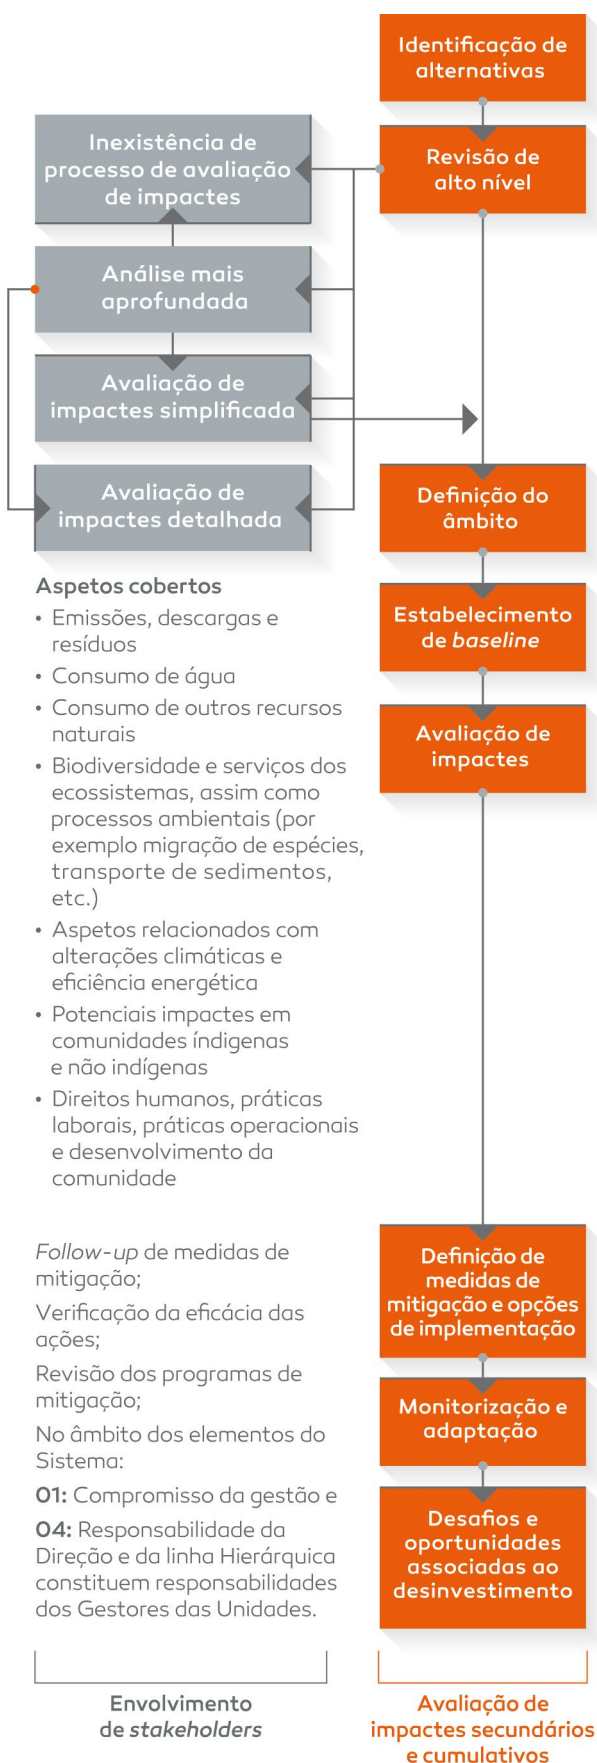 Identificação de
alternativas
Inexistência de
processo de avaliação
de impactes
Revisão de
alto nível
Análise mais
aprofundada
Avaliação de
impactes simplificada
Avaliação de
impactes detalhada
Definição do
âmbito
Estabelecimento
de baseline
Avaliação de
impactes
Aspetos cobertos
• Emissões, descargas e
resíduos
• Consumo de água
• Consumo de outros recursos
naturais
• Biodiversidade e serviços dos
ecossistemas, assim como
processos ambientais (por
exemplo migração de espécies,
transporte de sedimentos,
etc.)
• Aspetos relacionados com
alterações climáticas e
eficiência energética
• Potenciais impactes em
comunidades índigenas
e não indígenas
• Direitos humanos, práticas
laborais, práticas operacionais
e desenvolvimento da
comunidade
Follow-up de medidas de
mitigação;
Verificação da eficácia das
ações;
Revisão dos programas de
mitigação;
No âmbito dos elementos do
Sistema:
01: Compromisso da gestão e
04: Responsabilidade da
Direção e da linha Hierárquica
constituem responsabilidades
dos Gestores das Unidades.
Definição de
medidas de
mitigação e opções
de implementação
Monitorização e
adaptação
Desafios e
oportunidades
associadas ao
desinvestimento
Envolvimento
de stakeholders
Avaliação de
impactes secundários
e cumulativos